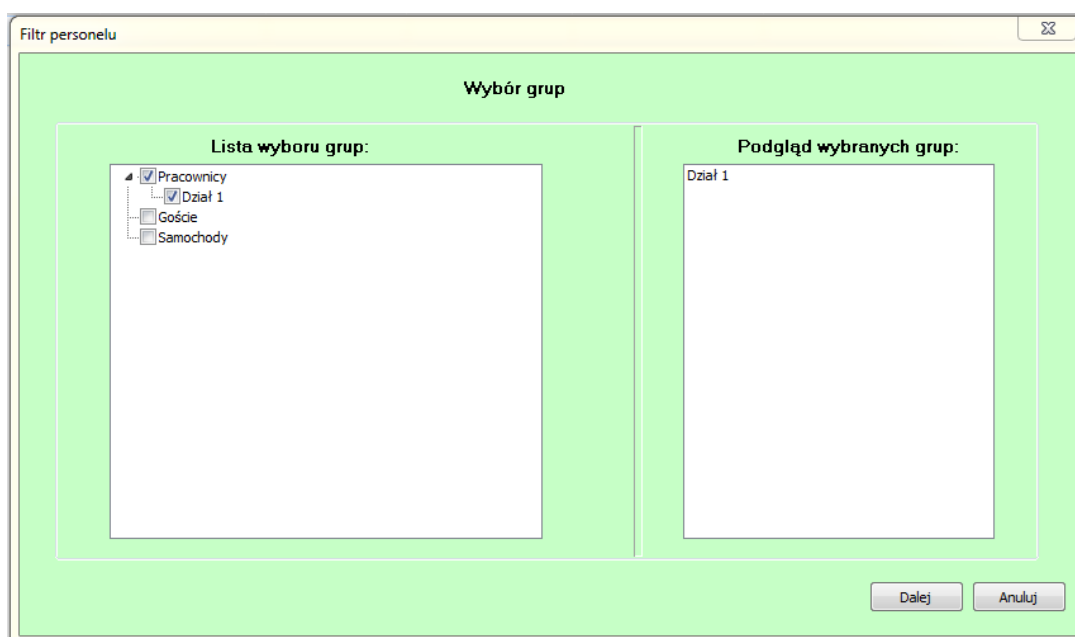 Filtr personelu
Wybór grup
Lista wyboru grup:
Pracownicy
Dział 1
Goście
Samochody
Podgląd wybranych grup:
Dział 1
Dalej
Anuluj